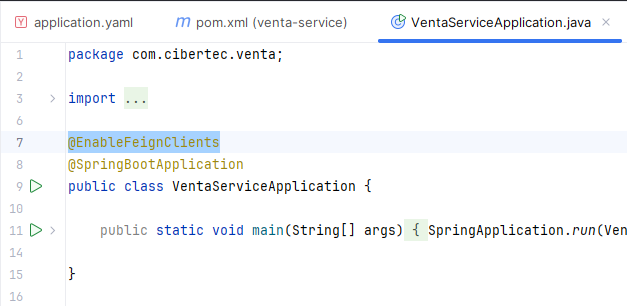 application.yaml
pom.xml (venta-service)
VentaServiceApplication.java
1 package com.cibertec.venta;
2
3 import ...
6
7 @EnableFeignClients
8 @SpringBootApplication
9 public class VentaServiceApplication {
10
11 public static void main(String[] args) { SpringApplication.run(Ven
14
15 }
16